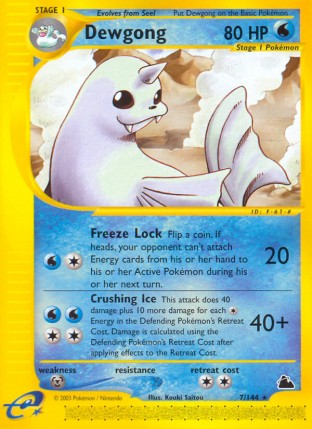 STAGE 1
Evolves from Seel
Put Dewgong on the Basic Pokémon
Dewgong
80 HP
Stage 1 Pokémon
ID: F-61-#
Freeze Lock Flip a coin. If
heads, your opponent can't attach
Energy cards from his or her hand to
his or her Active Pokémon during his
or her next turn.
20
Crushing Ice This attack does 40
damage plus 10 more damage for each
Energy in the Defending Pokémon's Retreat
Cost. Damage is calculated using the
Defending Pokémon's Retreat Cost after
applying effects to the Retreat Cost.
40+
weakness
resistance
retreat cost
©2003 Pokémon / Nintendo
Illus. Kouki Saitou
7/144 ★
e